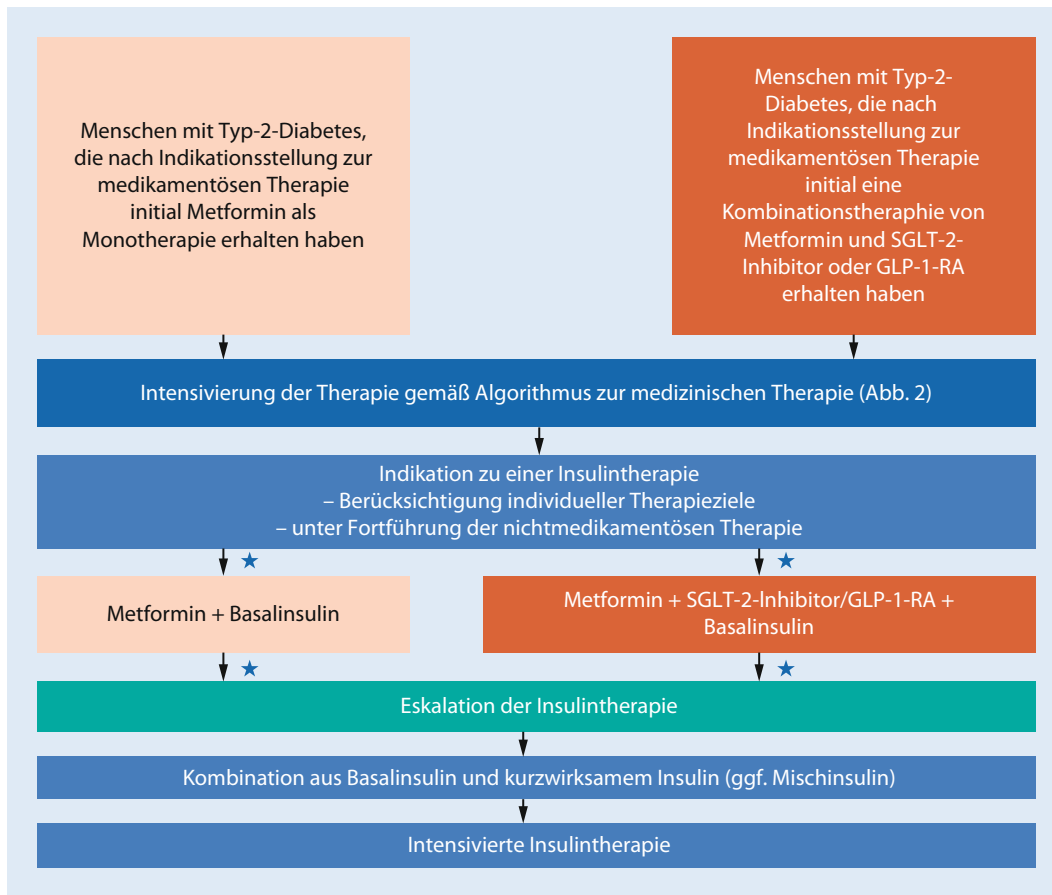 Menschen mit Typ-2-Diabetes,
die nach Indikationsstellung zur
medikamentösen Therapie
initial Metformin als
Monotherapie erhalten haben
Menschen mit Typ-2-
Diabetes, die nach
Indikationsstellung zur
medikamentösen Therapie
initial eine
Kombinationstheraphie von
Metformin und SGLT-2-
Inhibitor oder GLP-1-RA
erhalten haben
Intensivierung der Therapie gemäß Algorithmus zur medizinischen Therapie (Abb. 2)
Indikation zu einer Insulintherapie
– Berücksichtigung individueller Therapieziele
– unter Fortführung der nichtmedikamentösen Therapie
Metformin + Basalinsulin
Metformin + SGLT-2-Inhibitor/GLP-1-RA +
Basalinsulin
Eskalation der Insulintherapie
Kombination aus Basalinsulin und kurzwirksamem Insulin (ggf. Mischinsulin)
Intensivierte Insulintherapie